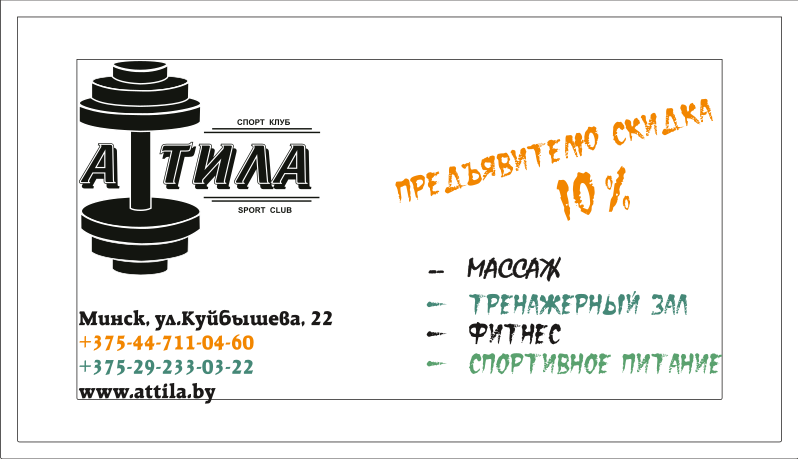 СПОРТ КЛУБ
АТТИЛА
SPORT CLUB
ПРЕДЪЯВИТЕЛЮ СКИДКА
10%
– МАССАЖ
– ТРЕНАЖЕРНЫЙ ЗАЛ
– ФИТНЕС
– СПОРТИВНОЕ ПИТАНИЕ
Минск, ул.Куйбышева, 22
+375-44-711-04-60
+375-29-233-03-22
www.attila.by